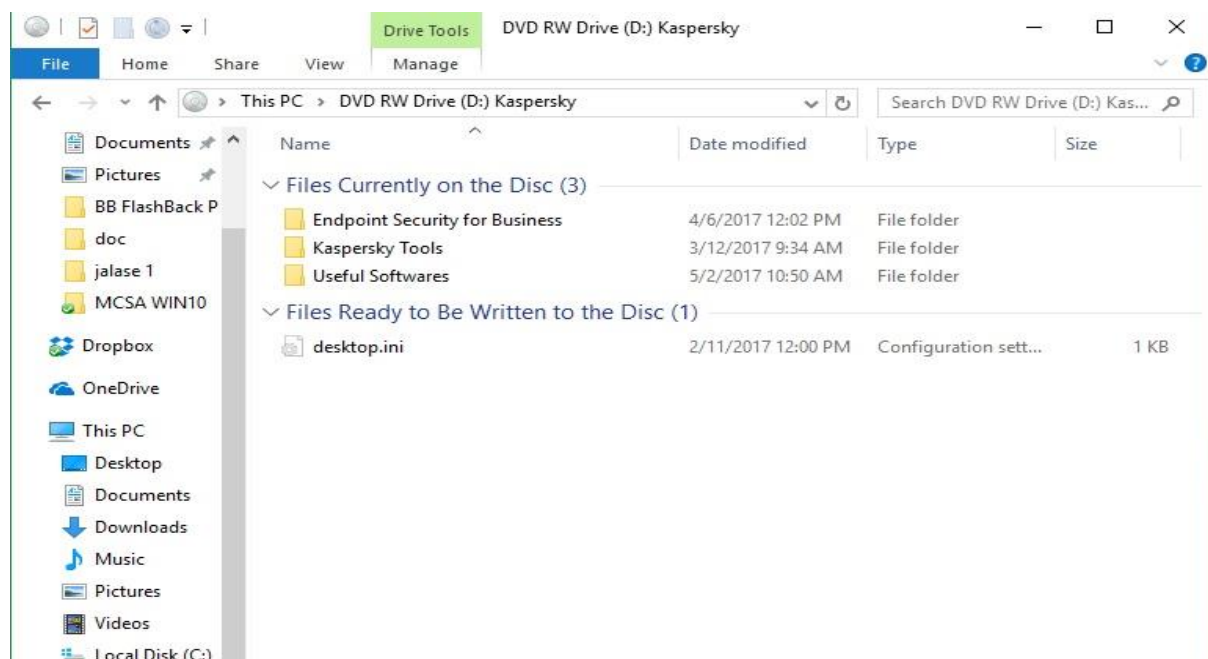 Drive Tools DVD RW Drive (D:) Kaspersky
File Home Share View Manage
This PC > DVD RW Drive (D:) Kaspersky Search DVD RW Drive (D:) Kas...
Documents
Pictures
BB FlashBack P
doc
jalase 1
MCSA WIN10
Dropbox
OneDrive
This PC
Desktop
Documents
Downloads
Music
Pictures
Videos
Local Disk (C:)
Name Date modified Type Size
Files Currently on the Disc (3)
Endpoint Security for Business 4/6/2017 12:02 PM File folder
Kaspersky Tools 3/12/2017 9:34 AM File folder
Useful Softwares 5/2/2017 10:50 AM File folder
Files Ready to Be Written to the Disc (1)
desktop.ini 2/11/2017 12:00 PM Configuration sett... 1 KB